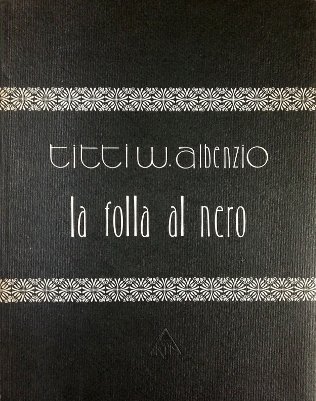 titti w. albenzio
la folla al nero